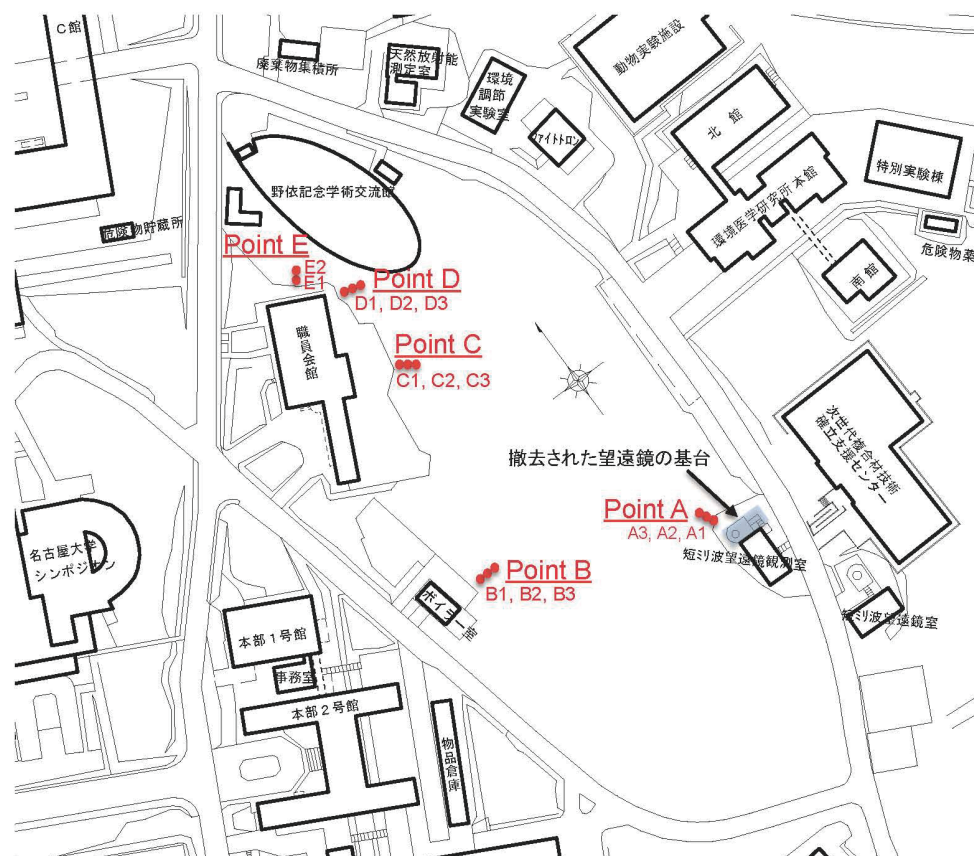 C館
廃棄物集積所
天然放射能
測定室
環境
調節
実験室
ファイトトロン
動物実験施設
北館
環境医学研究所本館
特別実験棟
危険物薬
南館
野依記念学術交流館
危険物貯蔵所
Point E
E2
E1
Point D
D1, D2, D3
職員会館
Point C
C1, C2, C3
次世代複合材技術
確立支援センター
撤去された望遠鏡の基台
Point A
A3, A2, A1
短ミリ波望遠鏡観測室
名古屋大学
シンポジオン
Point B
B1, B2, B3
ボイラー室
短ミリ波望遠鏡室
本部1号館
事務室
本部2号館
物品倉庫